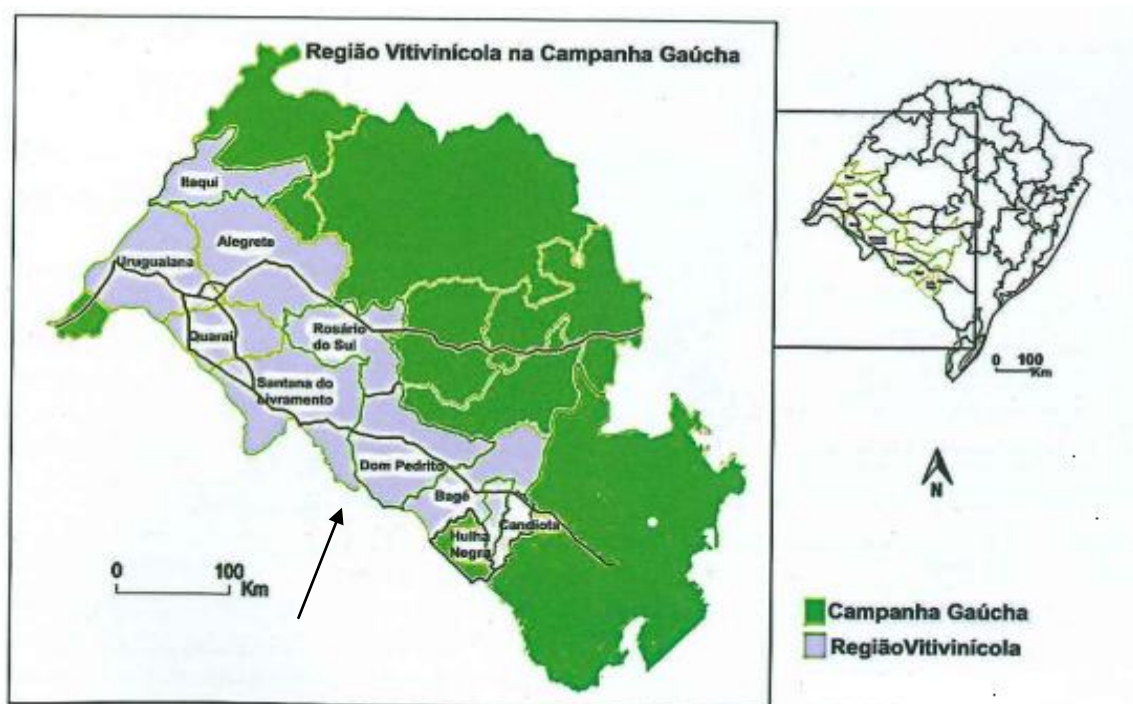 Região Vitivinícola na Campanha Gaúcha
Itaqui
Alegrete
Uruguaiana
Quarai
Rosário
do Sul
Santana do
Livramento
Dom Pedrito
Bagé
Candiota
Hulha
Negra
0 100
Km
0 100
Km
N
Campanha Gaúcha
RegiãoVitivinícola